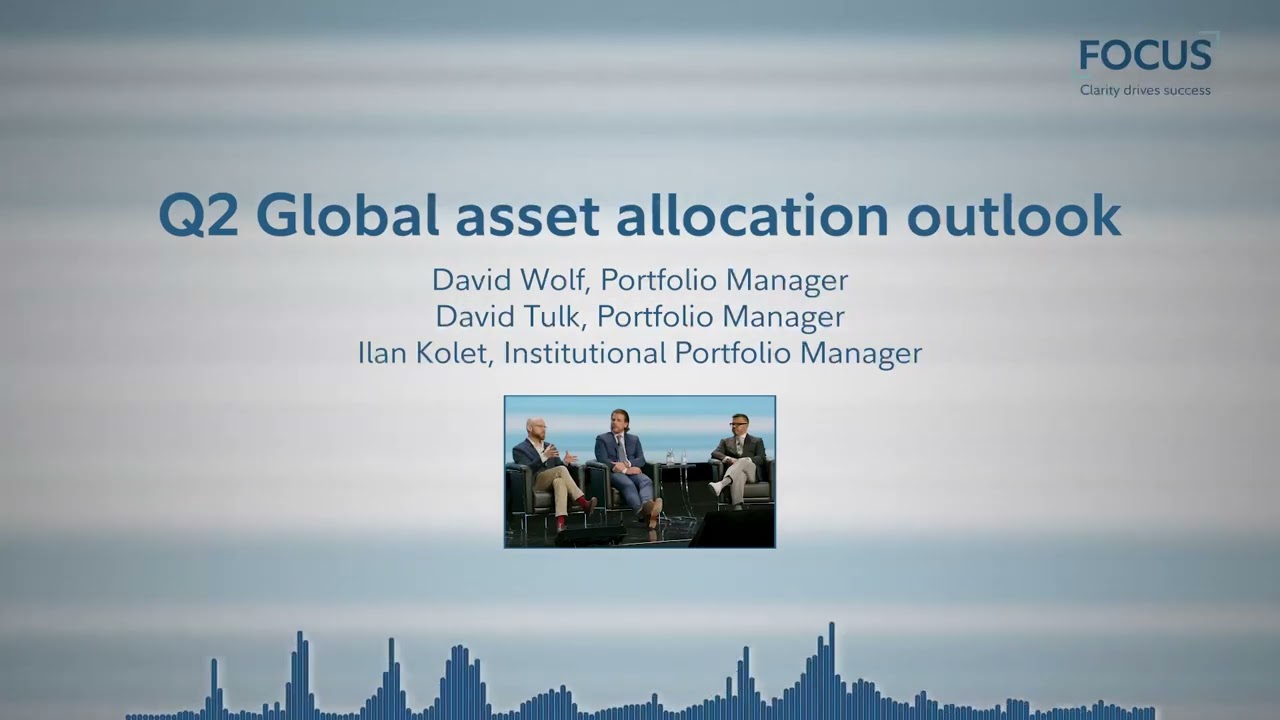 FOCUS
Clarity drives success
Q2 Global asset allocation outlook
David Wolf, Portfolio Manager
David Tulk, Portfolio Manager
Ilan Kolet, Institutional Portfolio Manager